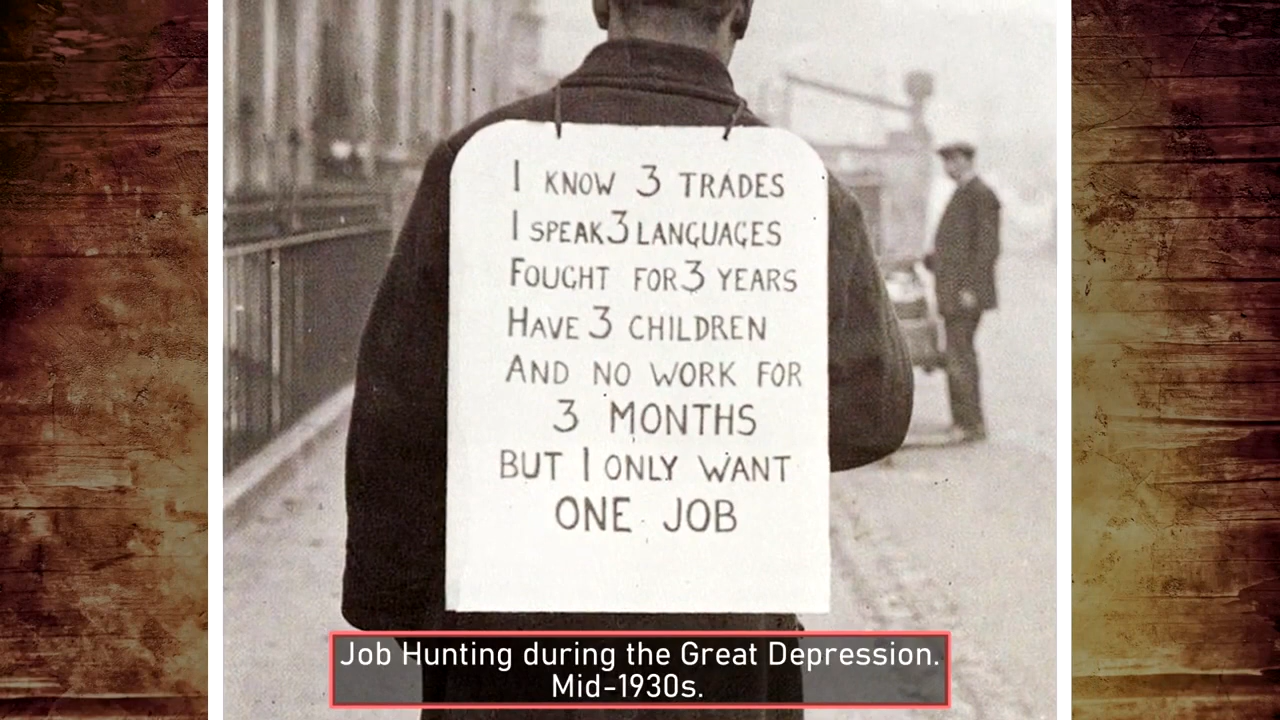 I KNOW 3 TRADES
I SPEAK 3 LANGUAGES
FOUGHT FOR 3 YEARS
HAVE 3 CHILDREN
AND NO WORK FOR
3 MONTHS
BUT I ONLY WANT
ONE JOB
Job Hunting during the Great Depression.
Mid-1930s.